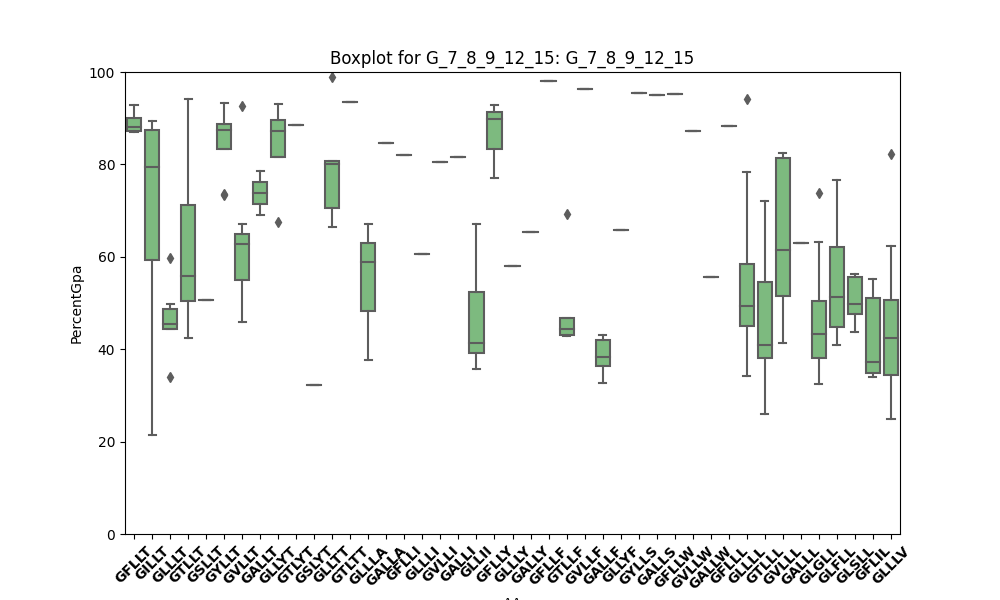 Boxplot for G_7_8_9_12_15: G_7_8_9_12_15
PercentGpa
100
80
60
40
20
0
GFLLT
GILLT
GLLLT
GTLLT
GSLLT
GYLLT
GVLLT
GALLT
GLLYT
GTLYT
GSLYT
GLLTT
GTLTT
GLLLA
GALLA
GFLLI
GLLLI
GVLLI
GALLI
GLLII
GFLLY
GLLLY
GALLY
GFLLF
GTLLF
GVLLF
GALLF
GLLYF
GYLLS
GALLS
GFLLW
GVLLW
GALLW
GFLLL
GLLLL
GTLLL
GVLLL
GALLL
GLGLL
GLFLL
GLSLL
GFLIL
GLLLV